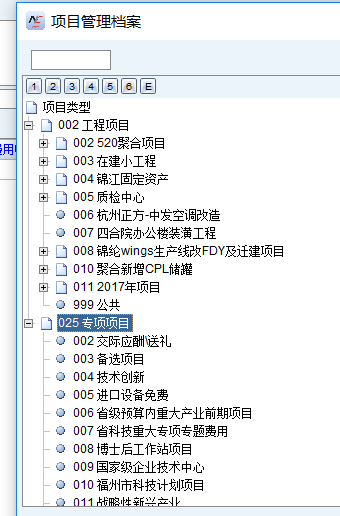 项目管理档案
1 2 3 4 5 6 E
项目类型
002 工程项目
002 520聚合项目
003 在建小工程
004 锦江固定资产
005 质检中心
006 杭州正方-中发空调改造
007 四合院办公楼装潢工程
008 锦纶wings生产线改FDY及迁建项目
010 聚合新增CPL储罐
011 2017年项目
999 公共
025 专项项目
002 交际应酬\送礼
003 备选项目
004 技术创新
005 进口设备免费
006 省级预算内重大产业前期项目
007 省科技重大专项专题费用
008 博士后工作站项目
009 国家级企业技术中心
010 福州市科技计划项目
011 战略性新兴产业